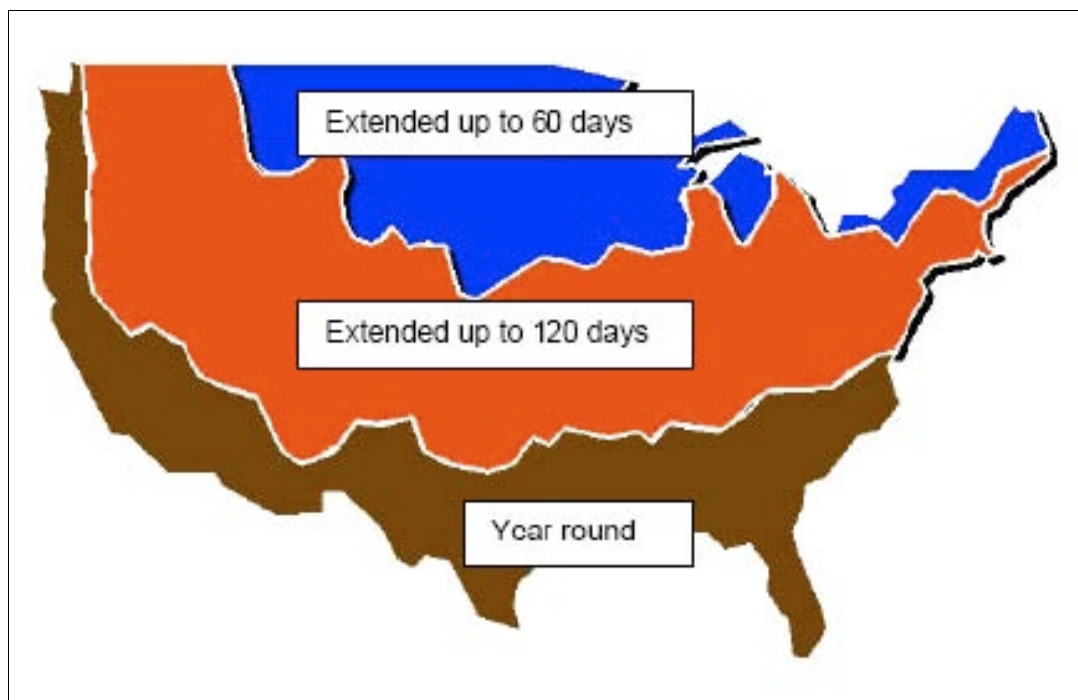 Extended up to 60 days
Extended up to 120 days
Year round